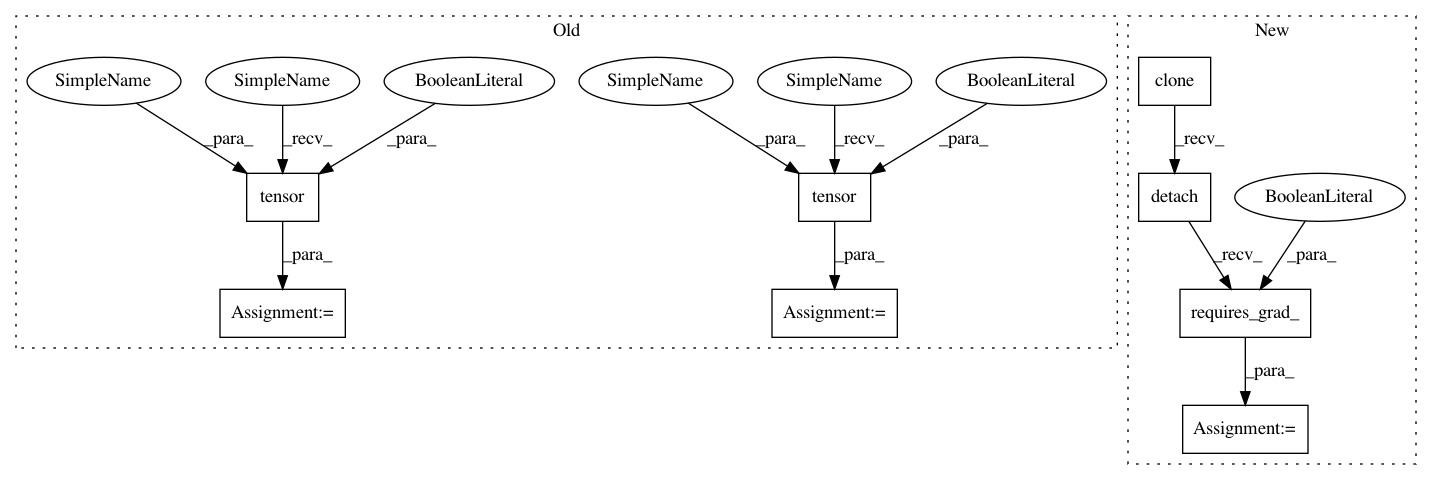 Old
New
SimpleName
SimpleName
BooleanLiteral
SimpleName
SimpleName
BooleanLiteral
clone
_para_
_recv_
_para_
_para_
_recv_
_para_
_recv_
tensor
tensor
detach
BooleanLiteral
_para_
_para_
_recv_
_para_
Assignment:=
Assignment:=
requires_grad_
_para_
Assignment:=